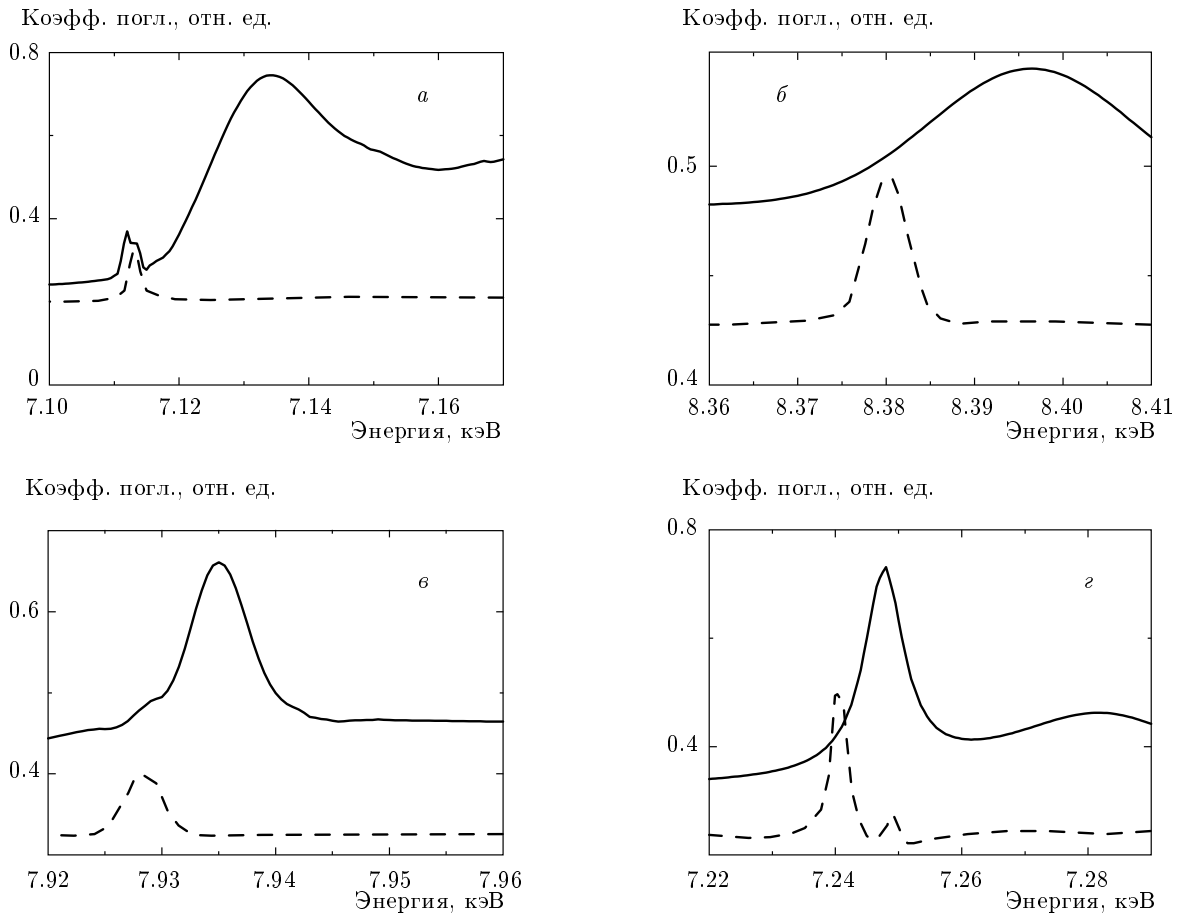 Коэфф. погл., отн. ед.
0.8
а
0.4
0
7.10 7.12 7.14 7.16
Энергия, кэВ
Коэфф. погл., отн. ед.
б
0.5
0.4
8.36 8.37 8.38 8.39 8.40 8.41
Энергия, кэВ
Коэфф. погл., отн. ед.
в
0.6
0.4
7.92 7.93 7.94 7.95 7.96
Энергия, кэВ
Коэфф. погл., отн. ед.
0.8
г
0.4
7.22 7.24 7.26 7.28
Энергия, кэВ